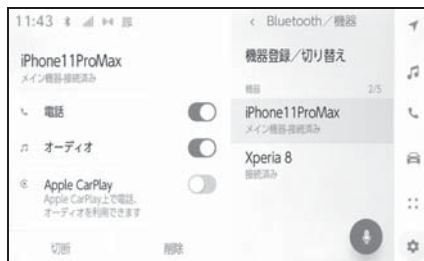 11:43
iPhone11ProMax
メイン機器-接続済み
電話
オーディオ
Apple CarPlay
Apple CarPlay上で電話、
オーディオを利用できます
切断 削除
< Bluetooth／機器
機器登録／切り替え
機器 2/5
iPhone11ProMax
メイン機器-接続済み
Xperia 8
接続済み